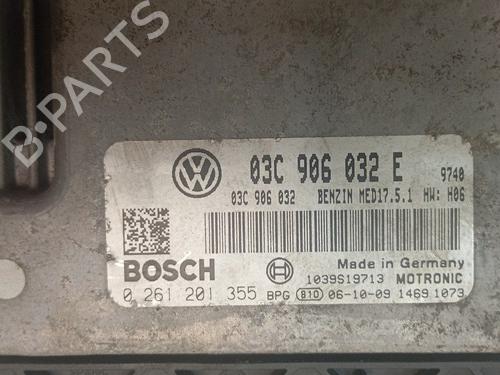 B-PARTS
03C 906 032 E 9740
03C 906 032 BENZIN MED17.5.1 HW: H06
BOSCH
Made in Germany
1039S19713 MOTRONIC
0 261 201 355 BPG 810 06-10-09 1469 1073